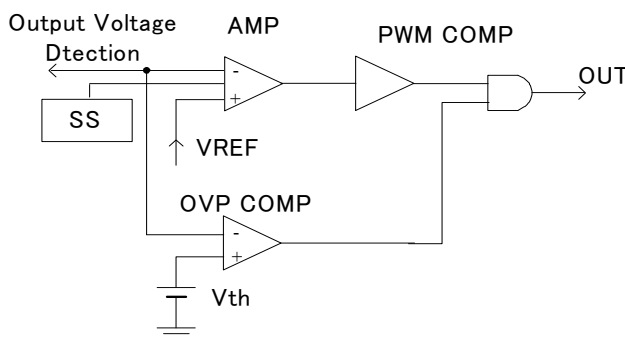 Output Voltage
Dtection
AMP
PWM COMP
-
+
SS
VREF
OUT
OVP COMP
-
+
Vth